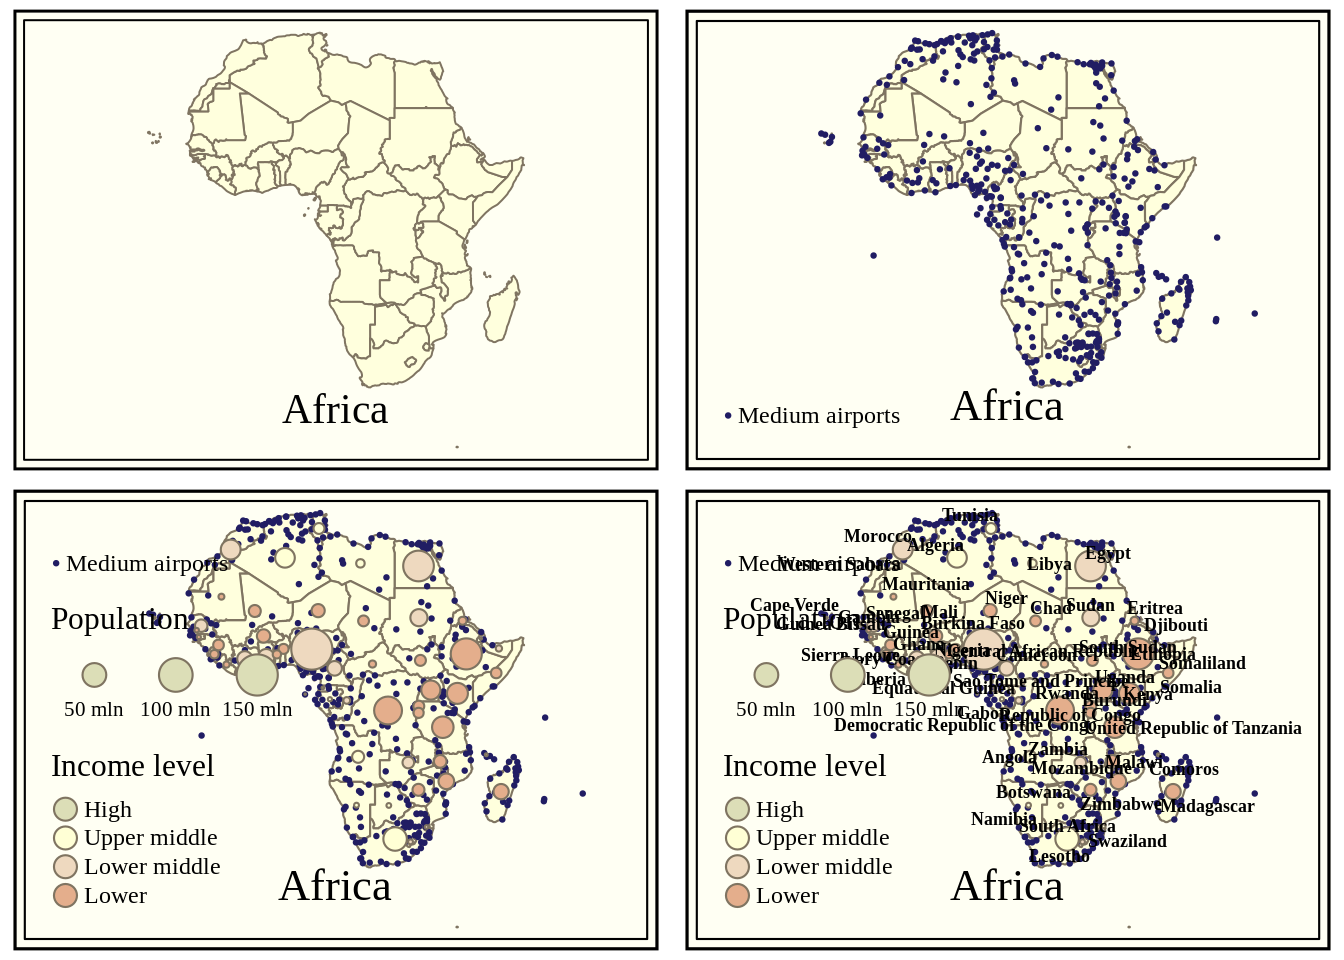 Africa
Medium airports
Africa
Medium airports
Population
50 mln 100 mln 150 mln
Income level
High
Upper middle
Lower middle
Lower
Africa
Tunisia
Morocco
Algeria
Egypt
Medium airports
Western Sahara
Libya
Mauritania
Niger
Cape Verde
Senegal
Mali
Chad
Sudan
Eritrea
Population
Guinea Bissau
Burkina Faso
Djibouti
Guinea
Ghana
Nigeria
Central African Republic
South Sudan
Sierra Leone
Cameroon
Ethiopia
Somaliland
Sao Tome and Principe
Uganda
Equatorial Guinea
Rwanda
Kenya
Somalia
Burundi
50 mln 100 mln 150 mln
Gabon
Republic of Congo
Democratic Republic of the Congo
United Republic of Tanzania
Zambia
Angola
Income level
Mozambique
Malawi
Comoros
Botswana
High
Zimbabwe
Madagascar
Namibia
South Africa
Upper middle
Swaziland
Lesotho
Lower middle
Africa
Lower